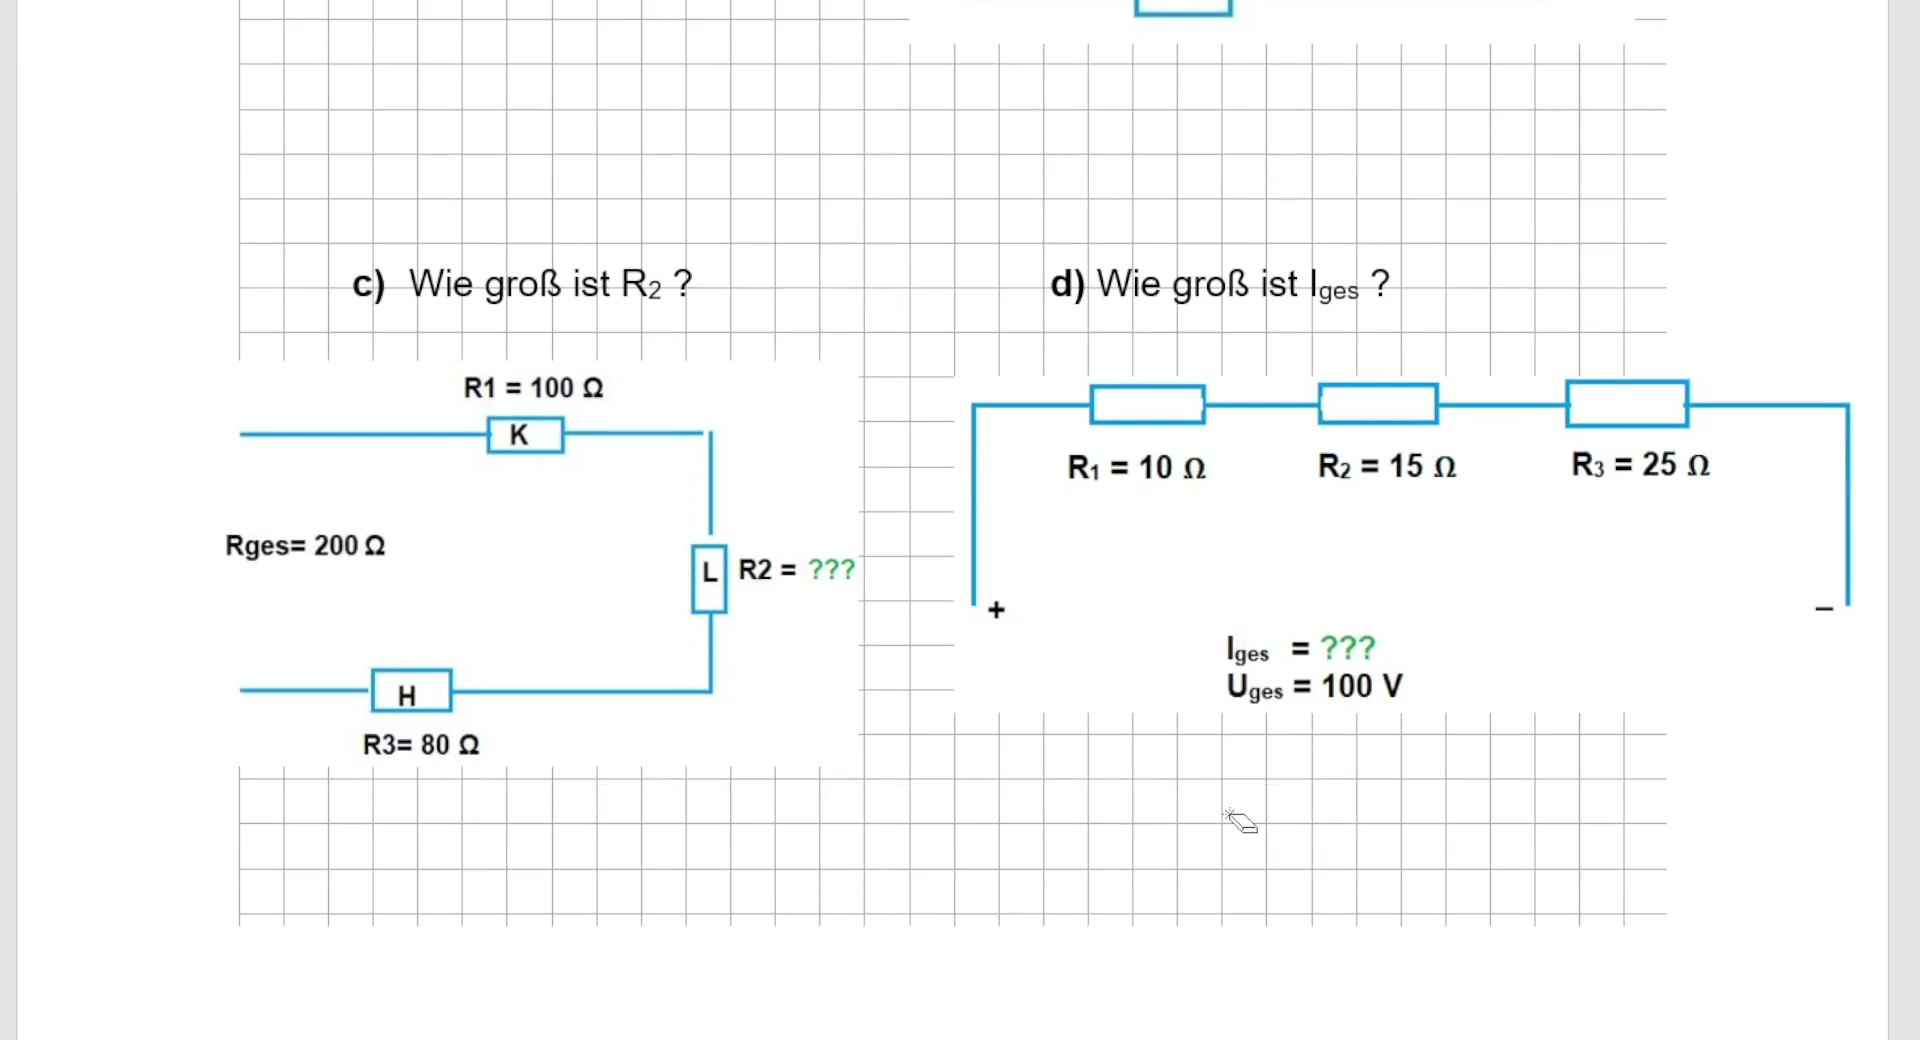 c) Wie groß ist R₂ ?
R1 = 100 Ω
K
Rges= 200 Ω
L R2 = ???
H
R3= 80 Ω
d) Wie groß ist Iges ?
R₁ = 10 Ω R₂ = 15 Ω R₃ = 25 Ω
+ –
Iges = ???
Uges = 100 V